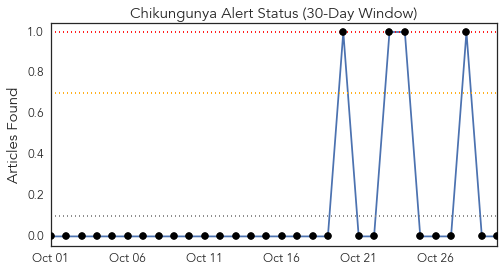 Chikungunya Alert Status (30-Day Window)
Articles Found
1.0
0.8
0.6
0.4
0.2
0.0
Oct 01
Oct 06
Oct 11
Oct 16
Oct 21
Oct 26